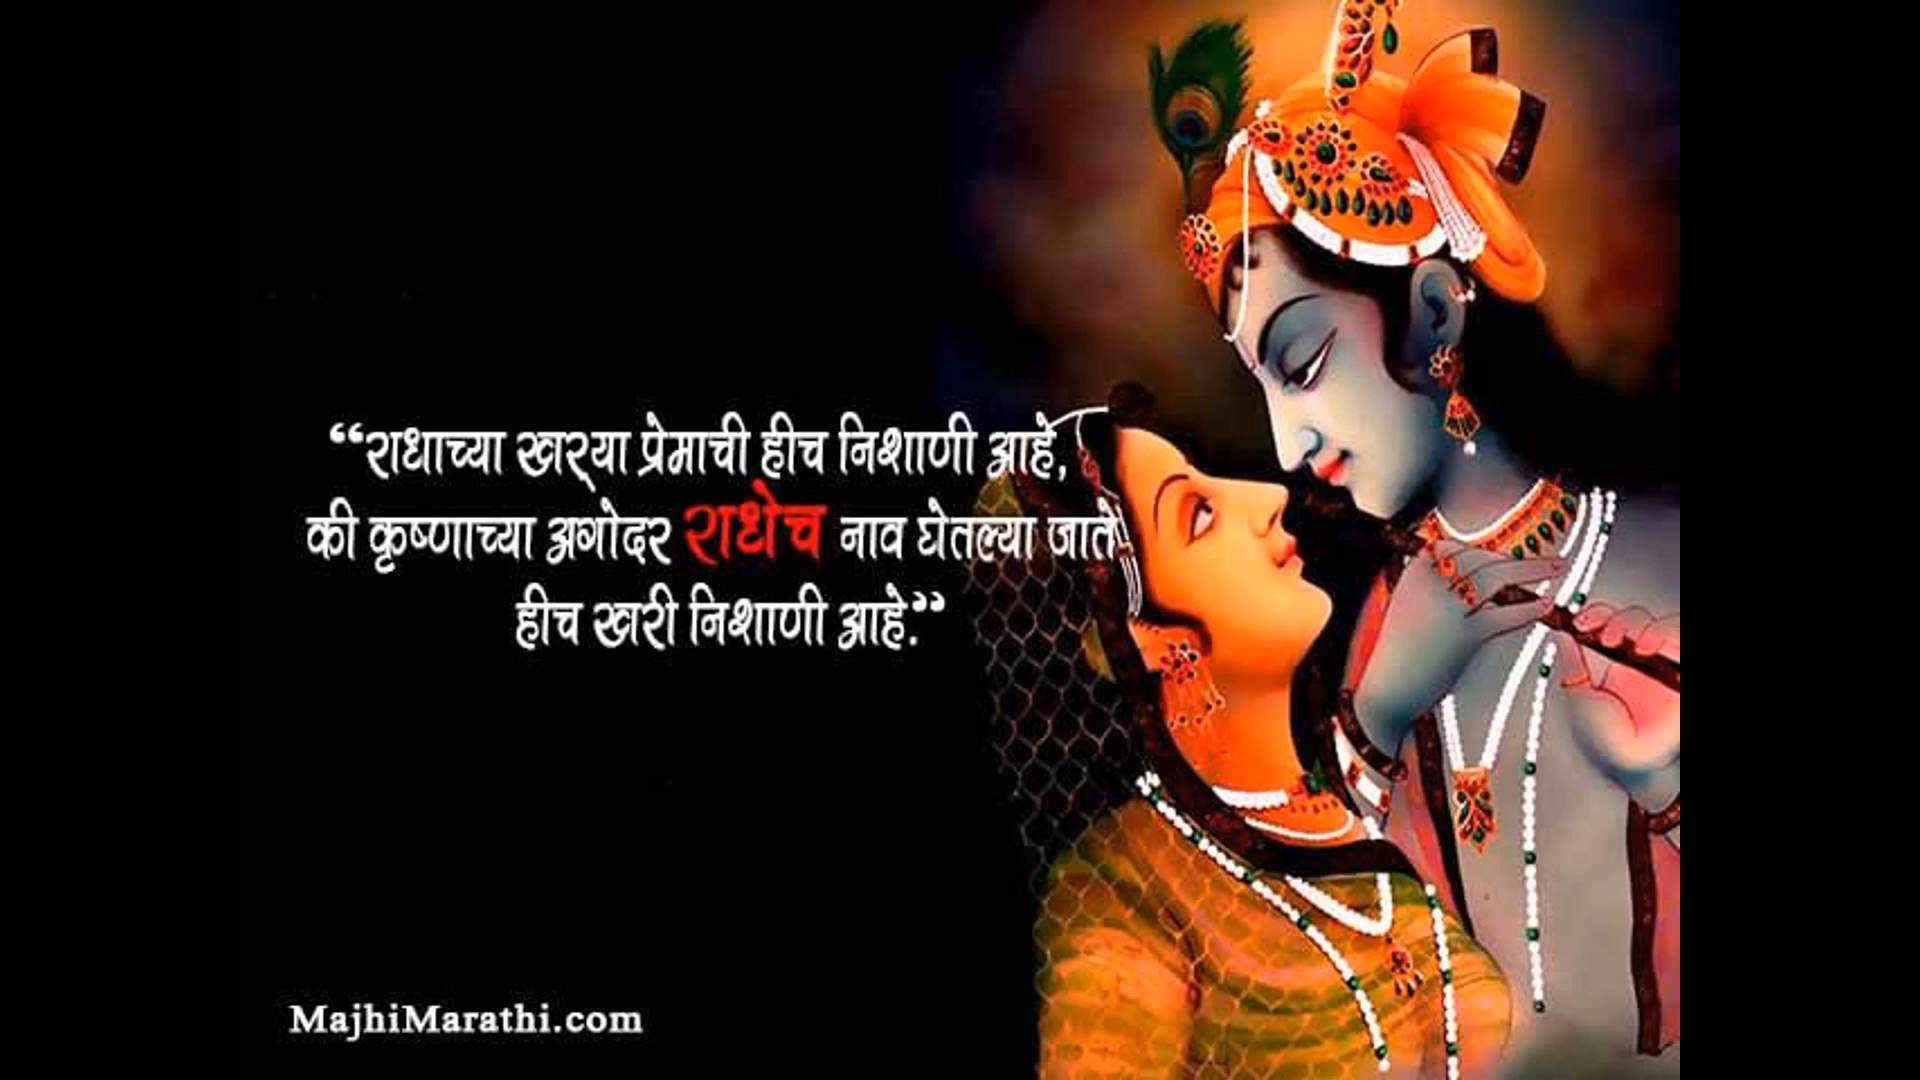 “राधाच्या खऱ्या प्रेमाची हीच निशाणी आहे,
की कृष्णाच्या अगोदर राधेच नाव घेतल्या जाते
हीच खरी निशाणी आहे.”
MajhiMarathi.com